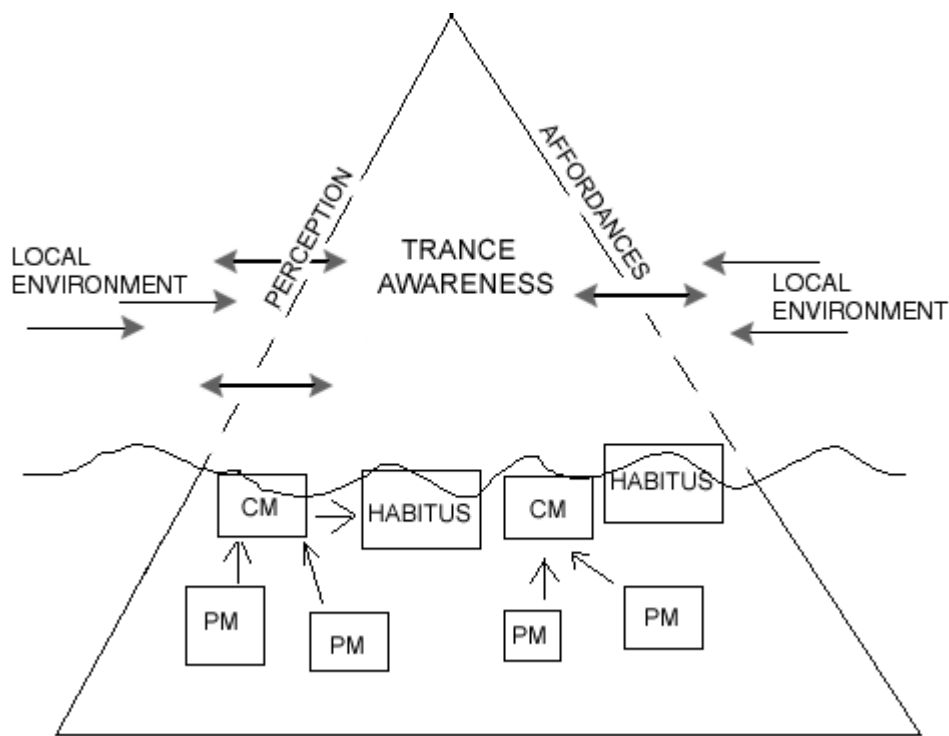 AFFORDANCES
PERCEPTION
TRANCE
AWARENESS
LOCAL
ENVIRONMENT
LOCAL
ENVIRONMENT
CM
HABITUS
CM
HABITUS
PM
PM
PM
PM